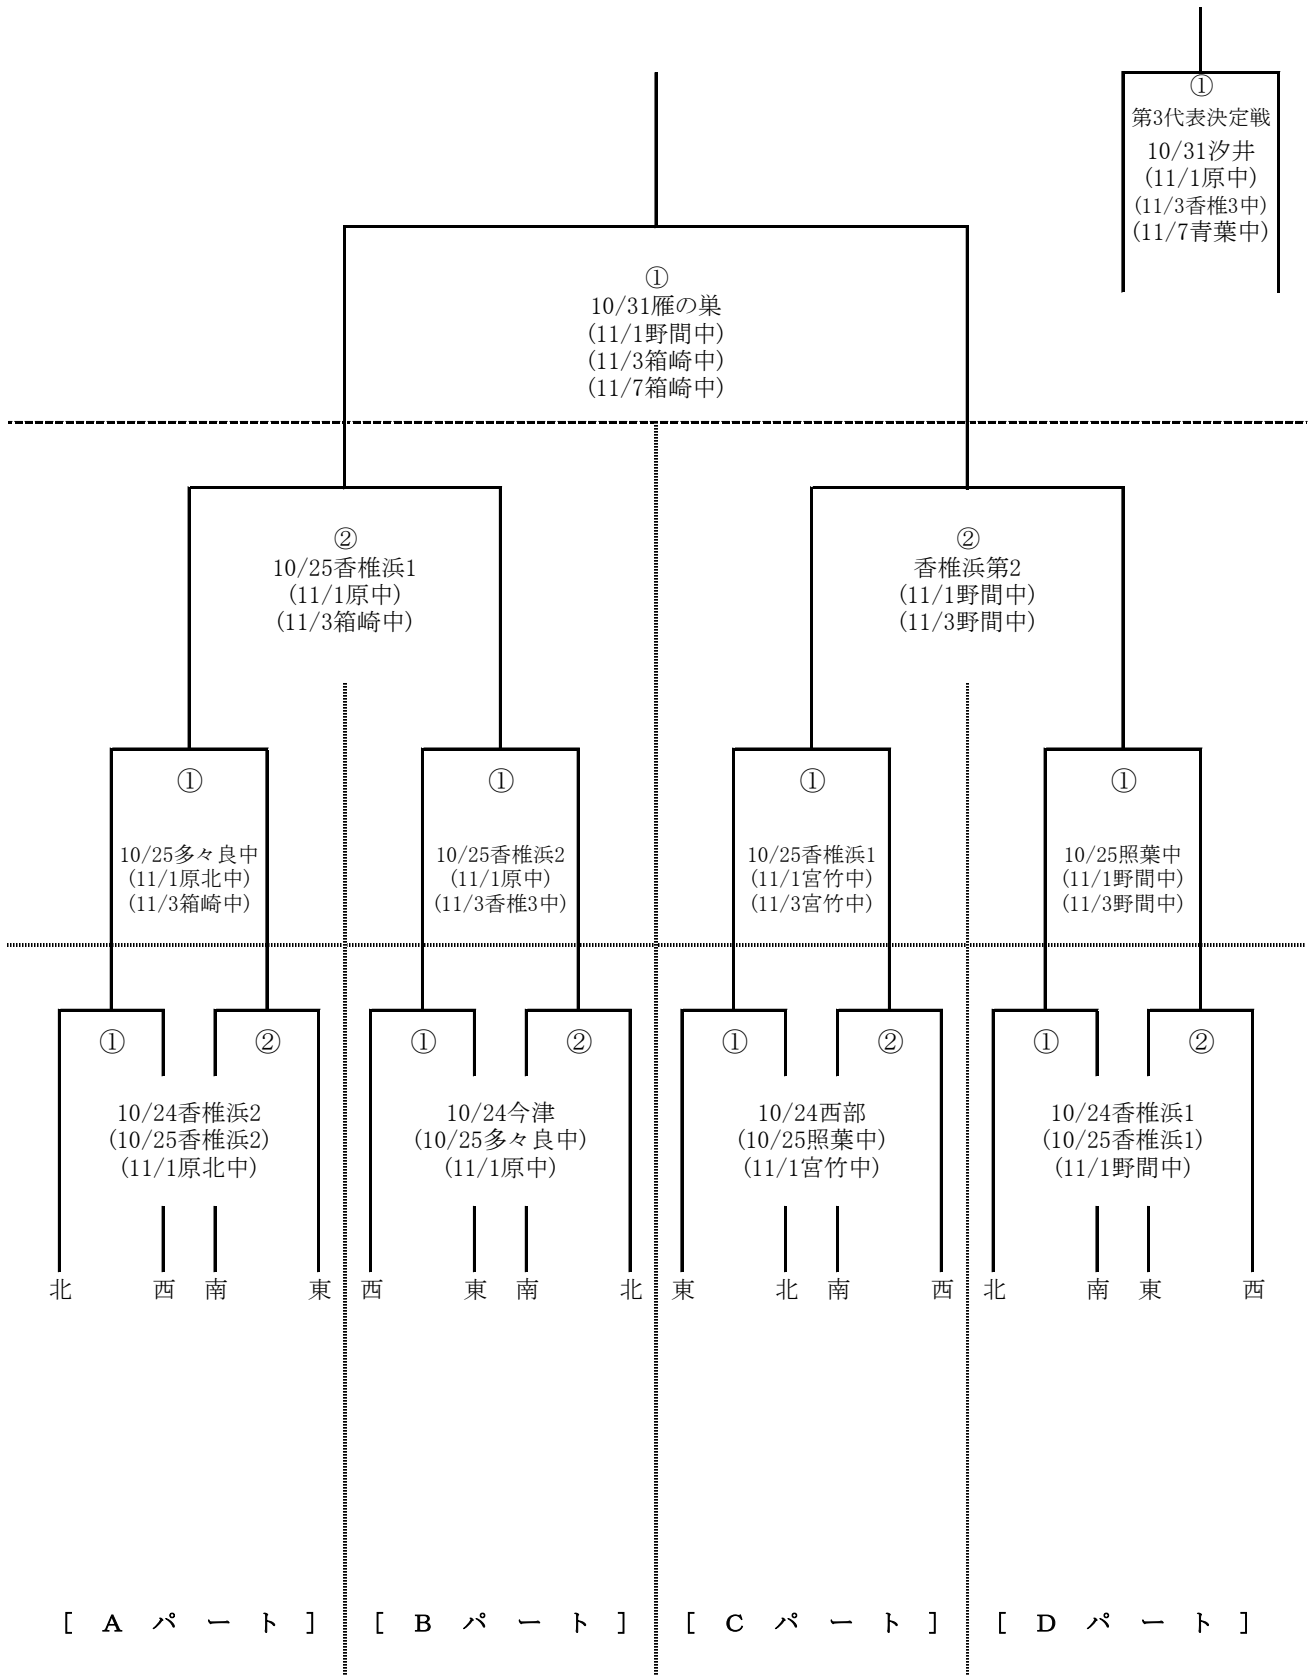 ①
第3代表決定戦
10/31汐井
(11/1原中)
(11/3香椎3中)
(11/7青葉中)
①
10/31雁の巣
(11/1野間中)
(11/3箱崎中)
(11/7箱崎中)
②
10/25香椎浜1
(11/1原中)
(11/3箱崎中)
②
香椎浜第2
(11/1野間中)
(11/3野間中)
①
10/25多々良中
(11/1原北中)
(11/3箱崎中)
①
10/25香椎浜2
(11/1原中)
(11/3香椎3中)
①
10/25香椎浜1
(11/1宮竹中)
(11/3宮竹中)
①
10/25照葉中
(11/1野間中)
(11/3野間中)
① ②
10/24香椎浜2
(10/25香椎浜2)
(11/1原北中)
① ②
10/24今津
(10/25多々良中)
(11/1原中)
① ②
10/24西部
(10/25照葉中)
(11/1宮竹中)
① ②
10/24香椎浜1
(10/25香椎浜1)
(11/1野間中)
北 西 南 東 西 東 南 北 東 北 南 西 北 南 東 西
[ A パ ー ト ] [ B パ ー ト ] [ C パ ー ト ] [ D パ ー ト ]